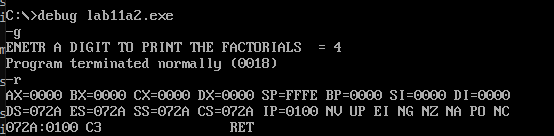 C:\>debug lab11a2.exe
-g
ENETR A DIGIT TO PRINT THE FACTORIALS  = 4
Program terminated normally (0018)
-r
AX=0000 BX=0000 CX=0000 DX=0000 SP=FFFE BP=0000 SI=0000 DI=0000
DS=072A ES=072A SS=072A CS=072A IP=0100 NV UP EI NG NZ NA PO NC
072A:0100 C3                RET